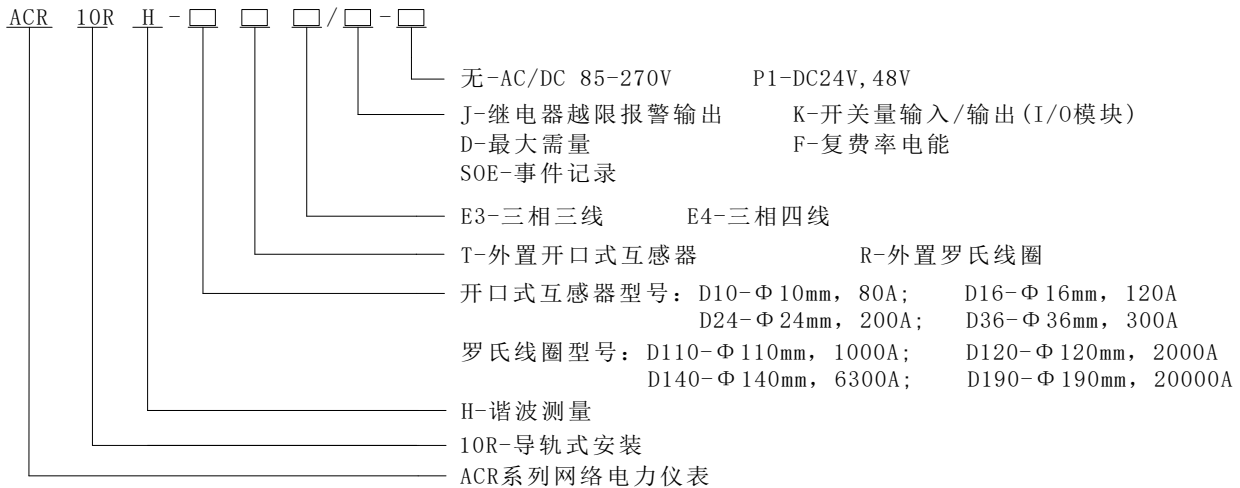 ACR 10R H-□ □ □/□-□
无-AC/DC 85-270V P1-DC24V,48V
J-继电器越限报警输出 K-开关量输入/输出(I/O模块)
D-最大需量 F-复费率电能
SOE-事件记录
E3-三相三线 E4-三相四线
T-外置开口式互感器 R-外置罗氏线圈
开口式互感器型号：D10-Φ10mm，80A; D16-Φ16mm，120A
D24-Φ24mm，200A; D36-Φ36mm，300A
罗氏线圈型号：D110-Φ110mm，1000A; D120-Φ120mm，2000A
D140-Φ140mm，6300A; D190-Φ190mm，20000A
H-谐波测量
10R-导轨式安装
ACR系列网络电力仪表